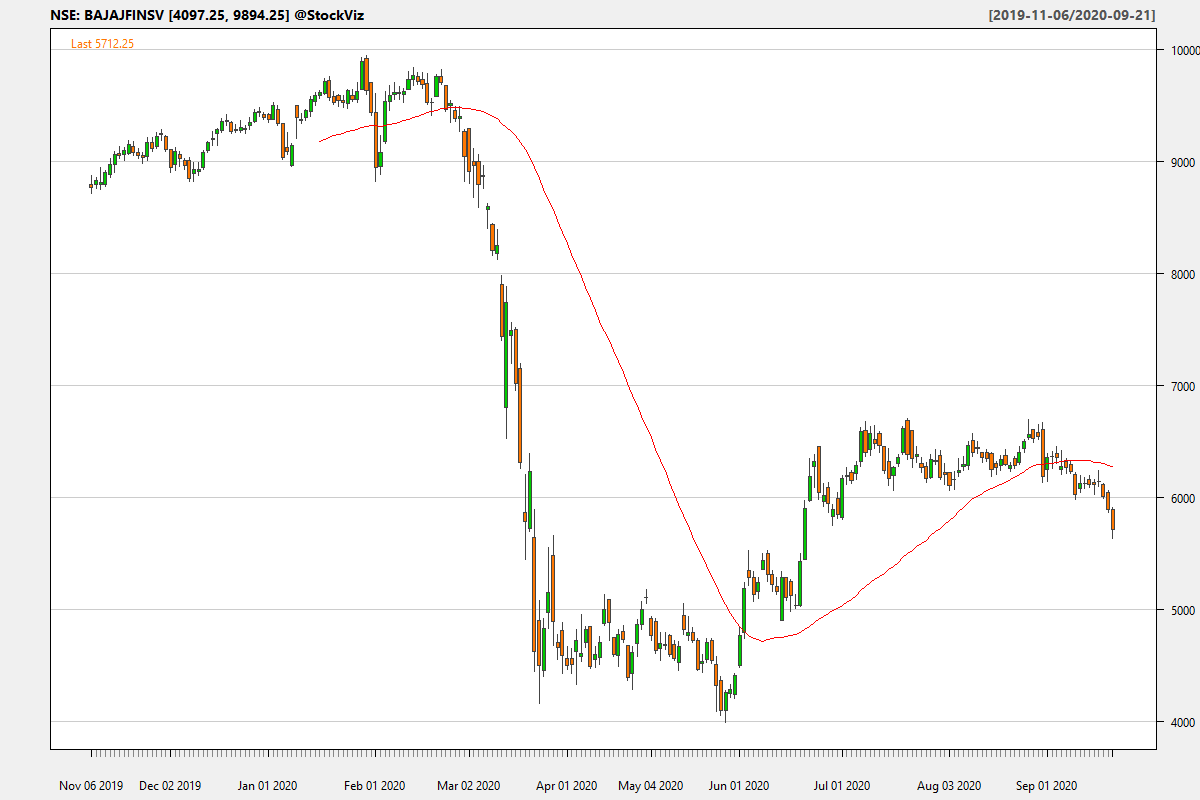 NSE: BAJAJFINSV [4097.25, 9894.25] @StockViz [2019-11-06/2020-09-21]
Last 5712.25
10000
9000
8000
7000
6000
5000
4000
Nov 06 2019 Dec 02 2019 Jan 01 2020 Feb 01 2020 Mar 02 2020 Apr 01 2020 May 04 2020 Jun 01 2020 Jul 01 2020 Aug 03 2020 Sep 01 2020